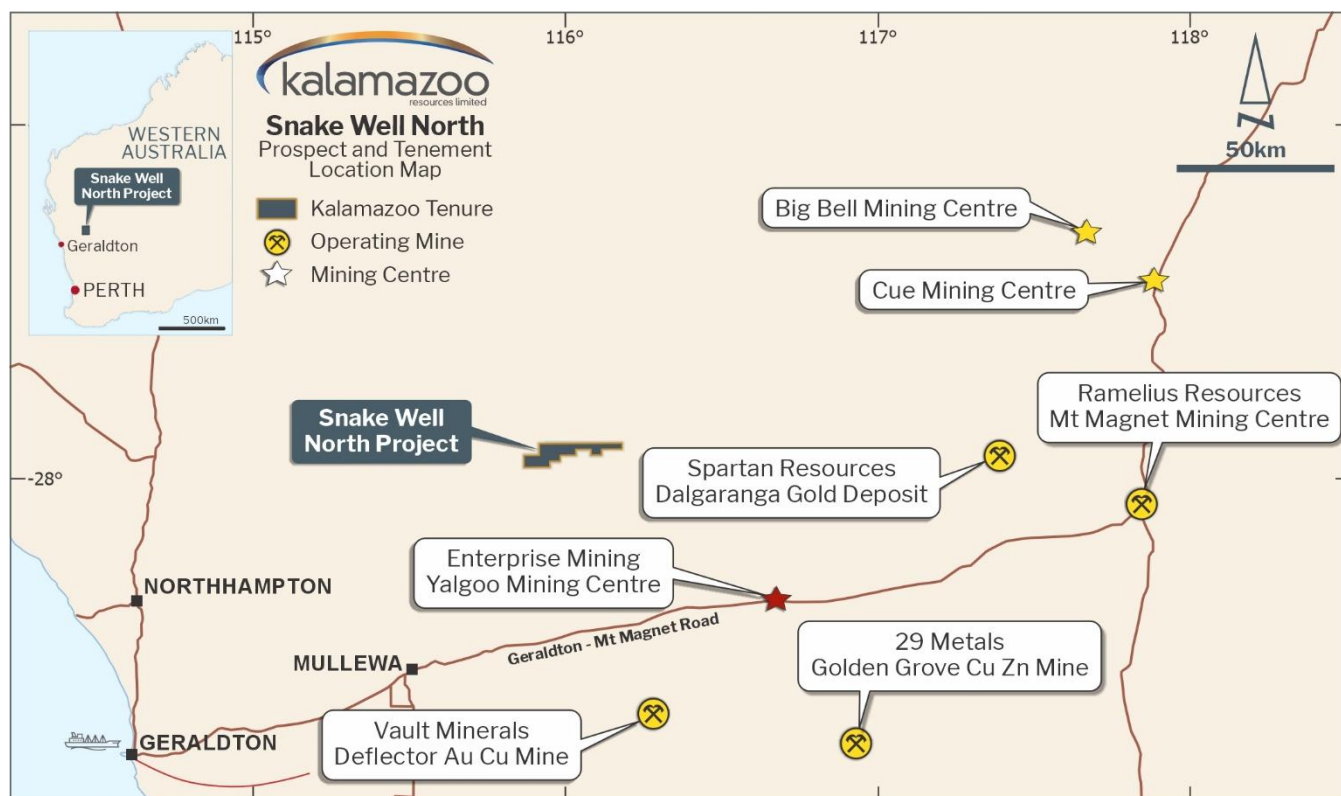 115°
116°
117°
118°
WESTERN
AUSTRALIA
Snake Well
North Project
Geraldton
PERTH
500km
kalamazoo
resources limited
Snake Well North
Prospect and Tenement
Location Map
Kalamazoo Tenure
Operating Mine
Mining Centre
N
50km
Big Bell Mining Centre
Cue Mining Centre
Ramelius Resources
Mt Magnet Mining Centre
Snake Well
North Project
Spartan Resources
Dalgaranga Gold Deposit
-28°
Enterprise Mining
Yalgoo Mining Centre
NORTHHAMPTON
Geraldton - Mt Magnet Road
MULLEWA
29 Metals
Golden Grove Cu Zn Mine
Vault Minerals
Deflector Au Cu Mine
GERALDTON